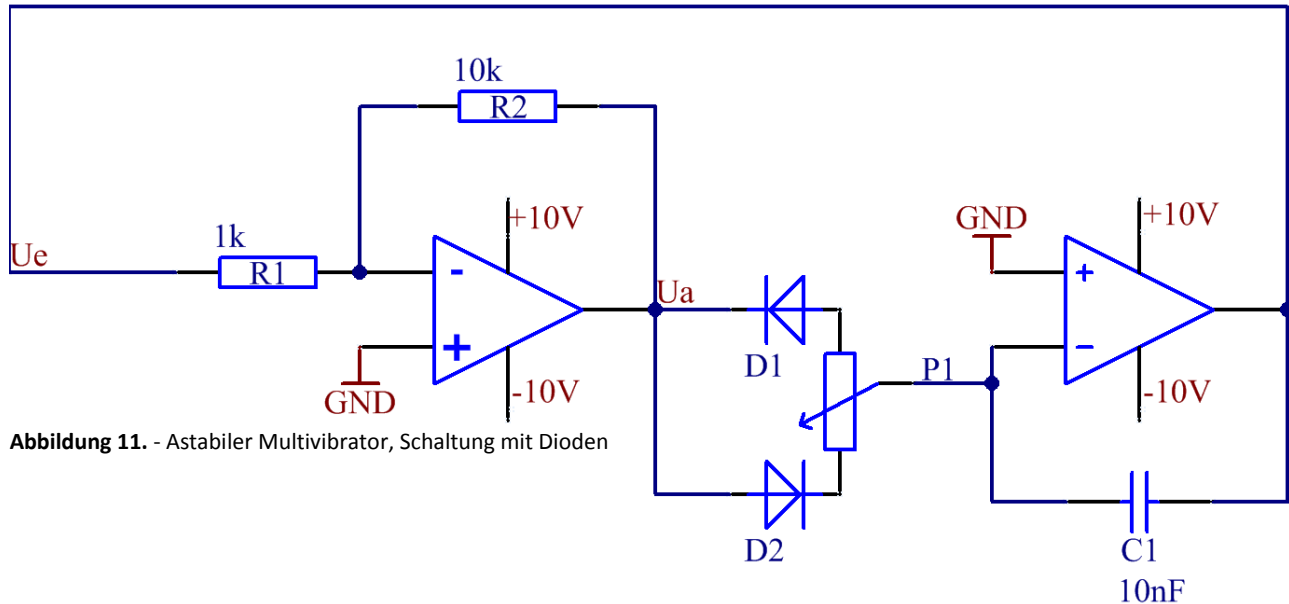 10k
R2
+10V
GND
+10V
Ue
1k
R1
-
+
Ua
D1
+
-
P1
GND
-10V
-10V
Abbildung 11. - Astabiler Multivibrator, Schaltung mit Dioden
D2
C1
10nF